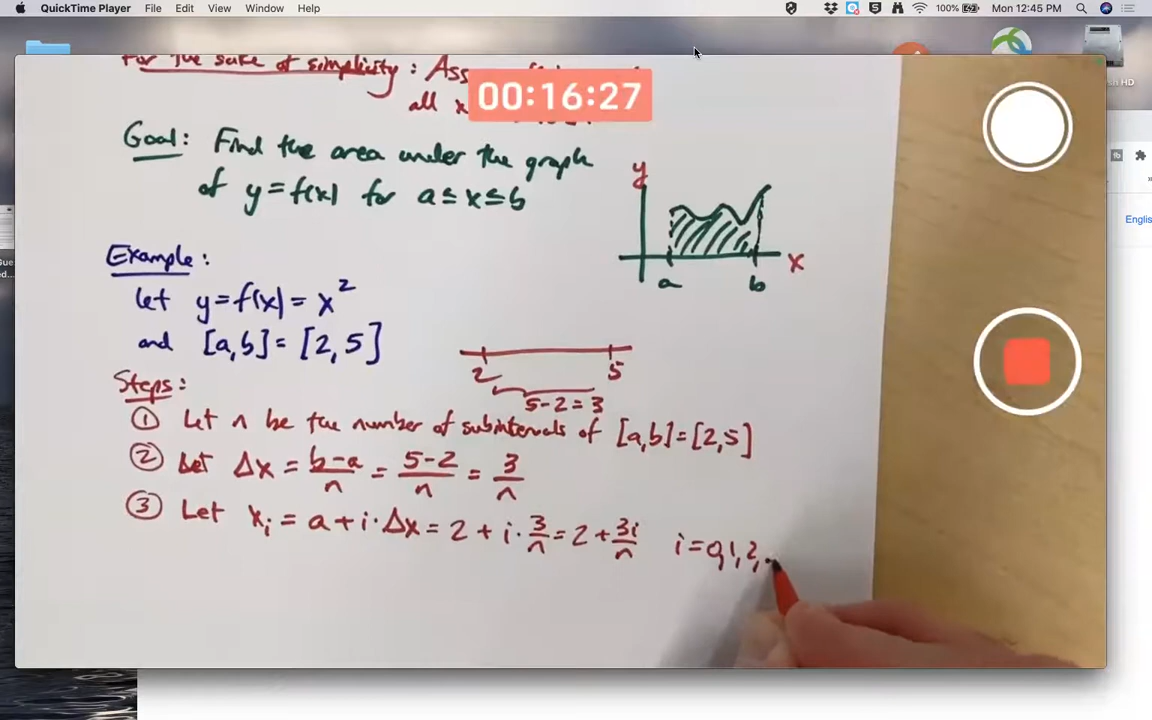 QuickTime Player File Edit View Window Help 100% Mon 12:45 PM
For the sake of simplicity : Ass
all x
00:16:27
Goal: Find the area under the graph
of y=f(x) for a≤x≤b
y
x
a b
Example:
Let y=f(x)=x²
and [a,b]=[2,5]
2 5
5-2=3
Steps:
① Let n be the number of subintervals of [a,b]=[2,5]
② Let Δx = b-a/n = 5-2/n = 3/n
③ Let xᵢ = a+i·Δx = 2+i·3/n = 2+3i/n i=0,1,2,.
Englis